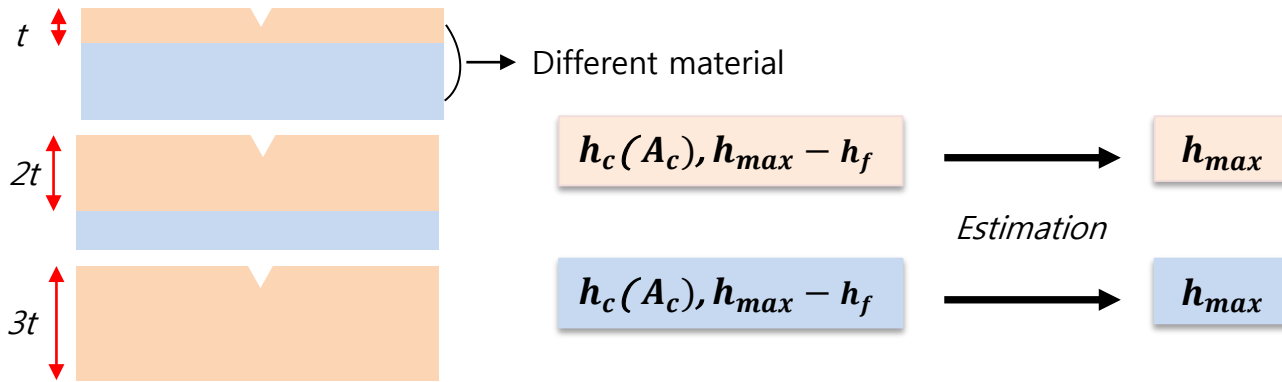 t
Different material
2t
3t
h_c(A_c), h_max − h_f
h_max
Estimation
h_c(A_c), h_max − h_f
h_max